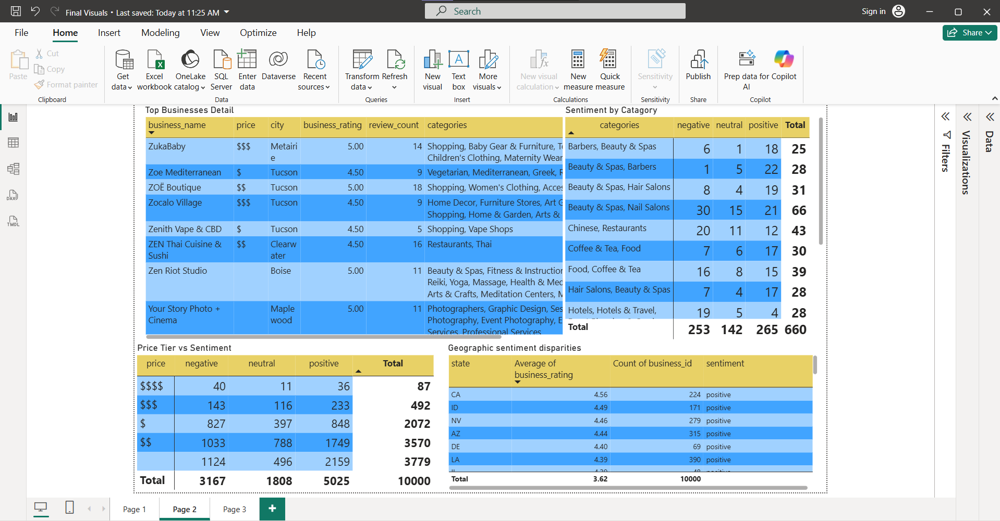 Final Visuals • Last saved: Today at 11:25 AM
Search
Sign in
File Home Insert Modeling View Optimize Help
Share
Paste
Cut
Copy
Format painter
Clipboard
Get data
Excel workbook
OneLake catalog
SQL Server
Enter data
Dataverse
Recent sources
Data
Transform data
Refresh
Queries
New visual
Text box
More visuals
Insert
New visual calculation
New measure
Quick measure
Calculations
Sensitivity
Sensitivity
Publish
Share
Prep data for AI
Copilot
Copilot
DAX
TMDL
Top Businesses Detail
business_name price city business_rating review_count categories
ZukaBaby $$$ Metairi 5.00 14 Shopping, Baby Gear & Furniture,
e Children's Clothing, Maternity Wear
Zoe Mediterranean $ Tucson 4.50 9 Vegetarian, Mediterranean, Greek,
ZOË Boutique $$ Tucson 5.00 18 Shopping, Women's Clothing, Acces
Zocalo Village $$$ Tucson 4.50 9 Home Decor, Furniture Stores, Art
Shopping, Home & Garden, Arts &
Zenith Vape & CBD $ Tucson 4.50 5 Shopping, Vape Shops
ZEN Thai Cuisine & $$ Clearw 4.50 16 Restaurants, Thai
Sushi ater
Zen Riot Studio Boise 5.00 11 Beauty & Spas, Fitness & Instruction
Reiki, Yoga, Massage, Health & Med
Arts & Crafts, Meditation Centers,
Your Story Photo + Maple 5.00 11 Photographers, Graphic Design, Ses
Cinema wood Photography, Event Photography, E
Services, Professional Services
Sentiment by Catagory
categories negative neutral positive Total
Barbers, Beauty & Spas 6 1 18 25
Beauty & Spas, Barbers 1 5 22 28
Beauty & Spas, Hair Salons 8 4 19 31
Beauty & Spas, Nail Salons 30 15 21 66
Chinese, Restaurants 20 11 12 43
Coffee & Tea, Food 7 6 17 30
Food, Coffee & Tea 16 8 15 39
Hair Salons, Beauty & Spas 7 4 17 28
Hotels, Hotels & Travel, 19 5 4 28
Total 253 142 265 660
Price Tier vs Sentiment
price negative neutral positive Total
$$$$ 40 11 36 87
$$$ 143 116 233 492
$ 827 397 848 2072
$$ 1033 788 1749 3570
1124 496 2159 3779
Total 3167 1808 5025 10000
Geographic sentiment disparities
state Average of business_rating Count of business_id sentiment
CA 4.56 224 positive
ID 4.49 171 positive
NV 4.46 279 positive
AZ 4.44 315 positive
DE 4.40 69 positive
LA 4.39 390 positive
Total 3.62 10000
Filters
Visualizations
Data
Page 1
Page 2
Page 3